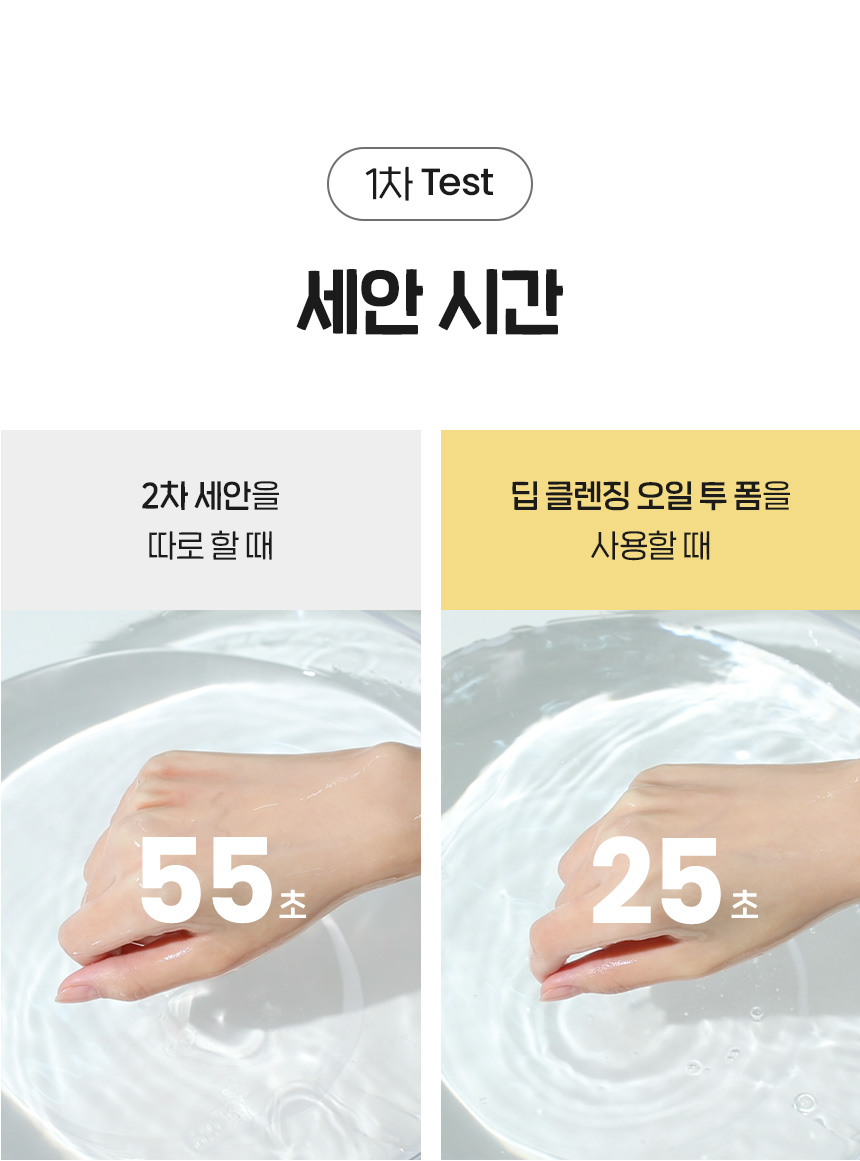 1차 Test
세안 시간
2차 세안을
따로 할 때
딥 클렌징 오일 투 폼을
사용할 때
55초
25초